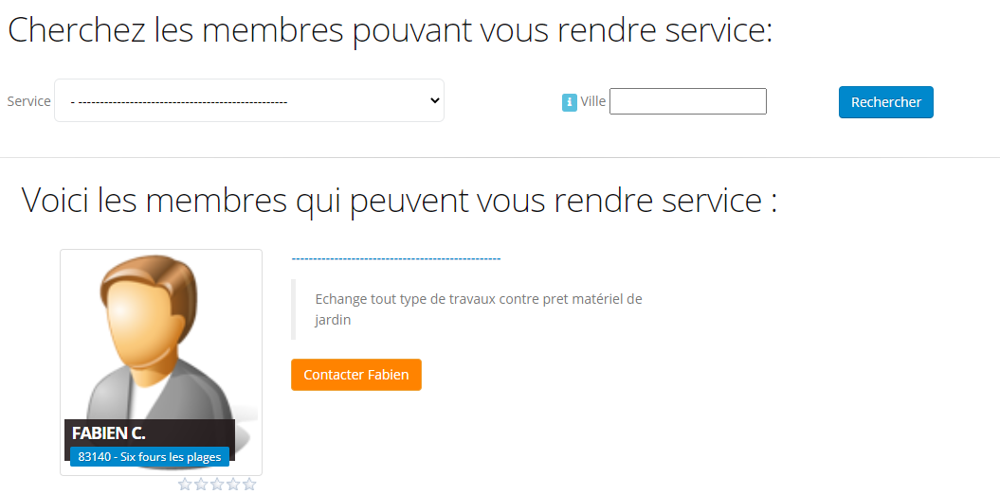 Cherchez les membres pouvant vous rendre service:
Service - ------------------------------------------------ i Ville Rechercher
Voici les membres qui peuvent vous rendre service :
------------------------------------------------
Echange tout type de travaux contre pret matériel de
jardin
Contacter Fabien
FABIEN C.
83140 - Six fours les plages